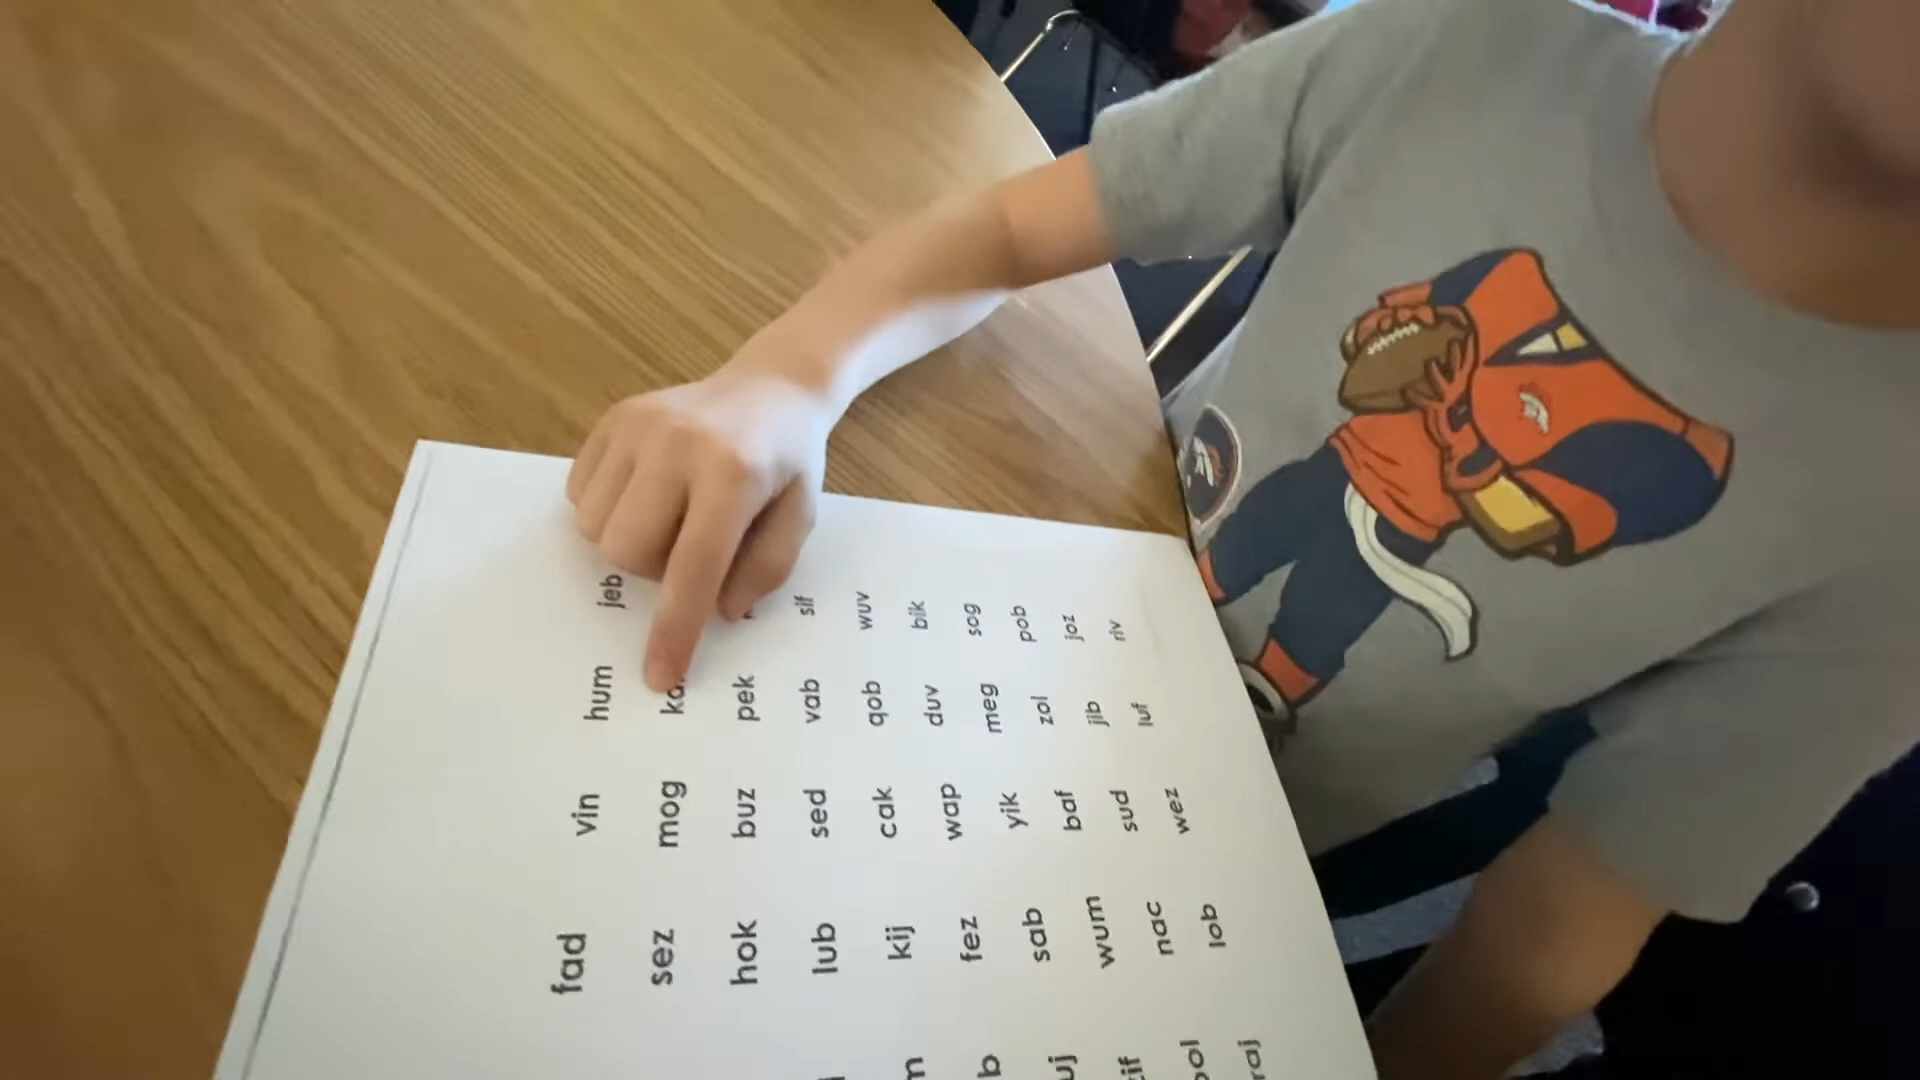 fad vin hum jeb
sez mog
hok buz pek
lub sed vab sif
kij cak qob wuv
fez wap duv bik
sab yik meg sog
wum baf zol pob
nac sud jib joz
lob wez luf riv